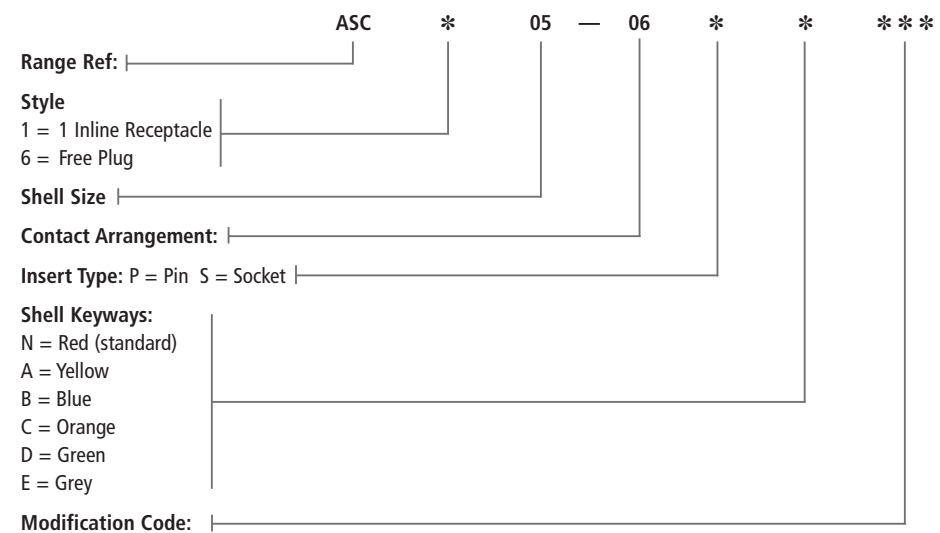 ASC * 05 — 06 * * ***
Range Ref:
Style
1 = 1 Inline Receptacle
6 = Free Plug
Shell Size
Contact Arrangement:
Insert Type: P = Pin S = Socket
Shell Keyways:
N = Red (standard)
A = Yellow
B = Blue
C = Orange
D = Green
E = Grey
Modification Code: